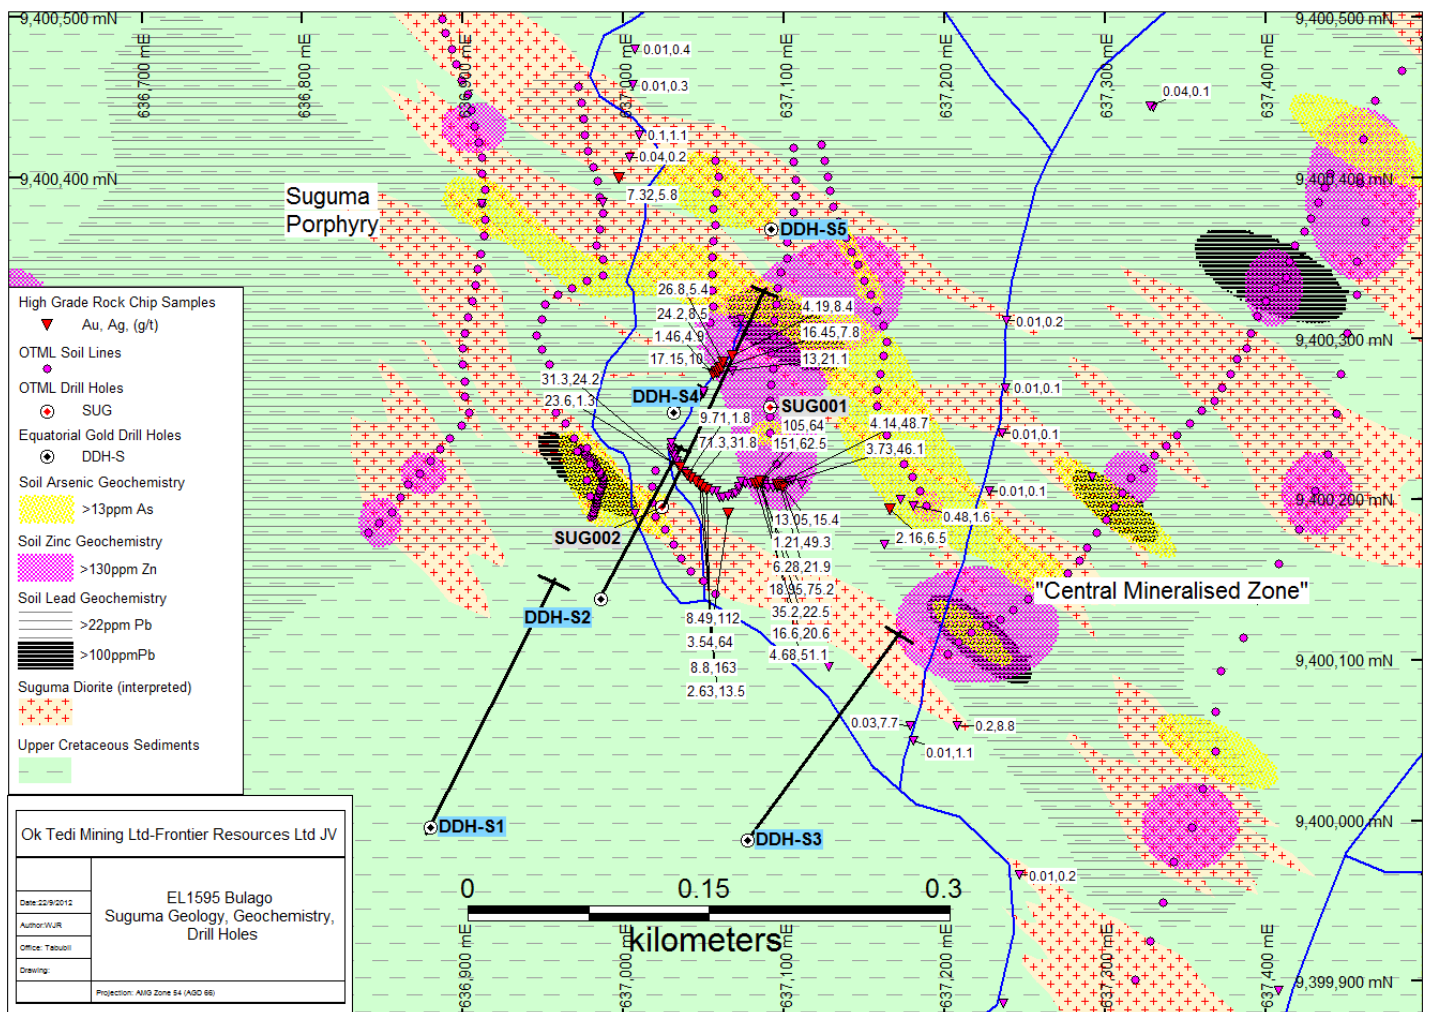 9,400,500 mN
9,400,500 mN
636,700 mE
636,800 mE
636,900 mE
637,000 mE
637,100 mE
637,200 mE
637,300 mE
637,400 mE
0.01,0.4
0.01,0.3
0.04,0.1
0.1,1.1
0.04,0.2
9,400,400 mN
9,400,400 mN
7.32,5.8
Suguma
Porphyry
DDH-S5
26.8,5.4
4.19,8.4
24.2,8.5
16.45,7.8
1.46,4.9
17.15,10
13,21.1
0.01,0.2
9,400,300 mN
31.3,24.2
23.6,1.3
DDH-S4
SUG001
0.01,0.1
9.71,1.8
105,64
4.14,48.7
71.3,31.8
151,62.5
3.73,46.1
0.01,0.1
0.01,0.1
9,400,200 mN
13.05,15.4
0.48,1.6
SUG002
1.21,49.3
2.16,6.5
6.28,21.9
18.95,75.2
"Central Mineralised Zone"
DDH-S2
8.49,112
35.2,22.5
3.54,64
16.6,20.6
8.8,163
4.68,51.1
2.63,13.5
9,400,100 mN
0.03,7.7
0.2,8.8
0.01,1.1
DDH-S1
DDH-S3
9,400,000 mN
0.01,0.2
High Grade Rock Chip Samples
Au, Ag, (g/t)
OTML Soil Lines
OTML Drill Holes
SUG
Equatorial Gold Drill Holes
DDH-S
Soil Arsenic Geochemistry
>13ppm As
Soil Zinc Geochemistry
>130ppm Zn
Soil Lead Geochemistry
>22ppm Pb
>100ppmPb
Suguma Diorite (interpreted)
Upper Cretaceous Sediments
Ok Tedi Mining Ltd-Frontier Resources Ltd JV
EL1595 Bulago
Suguma Geology, Geochemistry,
Drill Holes
Date:22/9/2012
Author:WJR
Office: Tabubil
Drawing:
Projection: AMG Zone 54 (AGD 66)
0 0.15 0.3
kilometers
636,900 mE
637,000 mE
637,100 mE
637,200 mE
637,300 mE
637,400 mE
9,399,900 mN